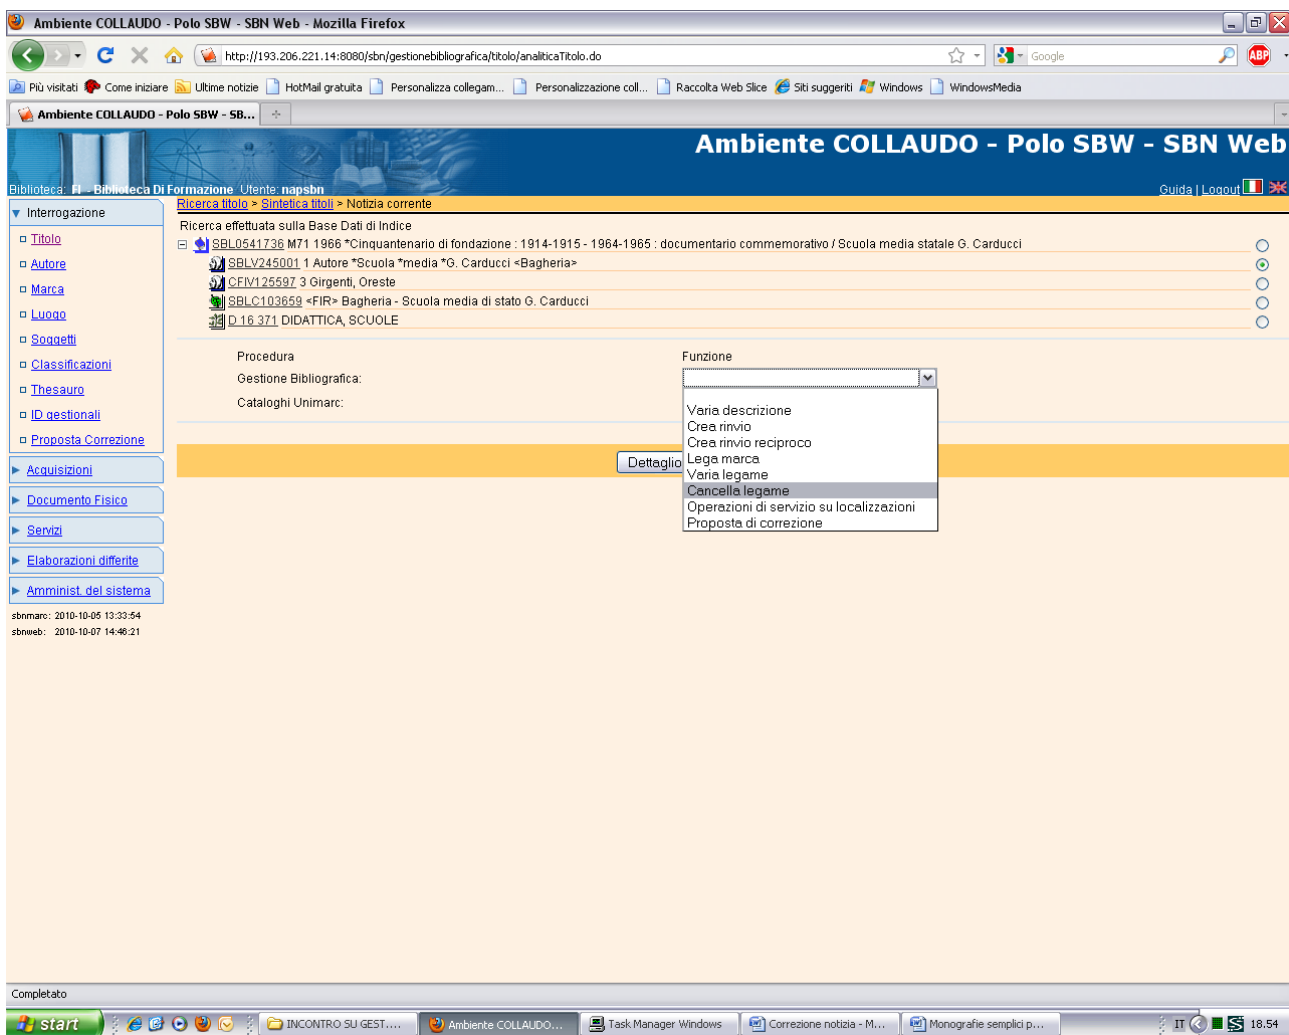 Ambiente COLLAUDO - Polo SBW - SBN Web - Mozilla Firefox
http://193.206.221.14:8080/sbn/gestionebibliografica/titolo/analiticaTitolo.do
Google
ABP
Più visitati Come iniziare Ultime notizie HotMail gratuita Personalizza collegam... Personalizzazione coll... Raccolta Web Slice Siti suggeriti Windows WindowsMedia
Ambiente COLLAUDO - Polo SBW - SB...
Ambiente COLLAUDO - Polo SBW - SBN Web
Biblioteca: FI - Biblioteca Di Formazione Utente: napsbn
Guida | Logout
Interrogazione
Titolo
Autore
Marca
Luogo
Soggetti
Classificazioni
Thesauro
ID gestionali
Proposta Correzione
Acquisizioni
Documento Fisico
Servizi
Elaborazioni differite
Amminist. del sistema
sbnmarc: 2010-10-05 13:33:54
sbnweb: 2010-10-07 14:46:21
Ricerca titolo > Sintetica titoli > Notizia corrente
Ricerca effettuata sulla Base Dati di Indice
SBL0541736 M71 1966 *Cinquantenario di fondazione : 1914-1915 - 1964-1965 : documentario commemorativo / Scuola media statale G. Carducci
SBLV245001 1 Autore *Scuola *media *G. Carducci <Bagheria>
CFIV125597 3 Girgenti, Oreste
SBLC103659 <FIR> Bagheria - Scuola media di stato G. Carducci
D 16 371 DIDATTICA, SCUOLE
Procedura Funzione
Gestione Bibliografica:
Cataloghi Unimarc:
Varia descrizione
Crea rinvio
Crea rinvio reciproco
Lega marca
Varia legame
Cancella legame
Operazioni di servizio su localizzazioni
Proposta di correzione
Dettaglio
Completato
start INCONTRO SU GEST.... Ambiente COLLAUDO... Task Manager Windows Correzione notizia - M... Monografie semplici p... IT 18.54